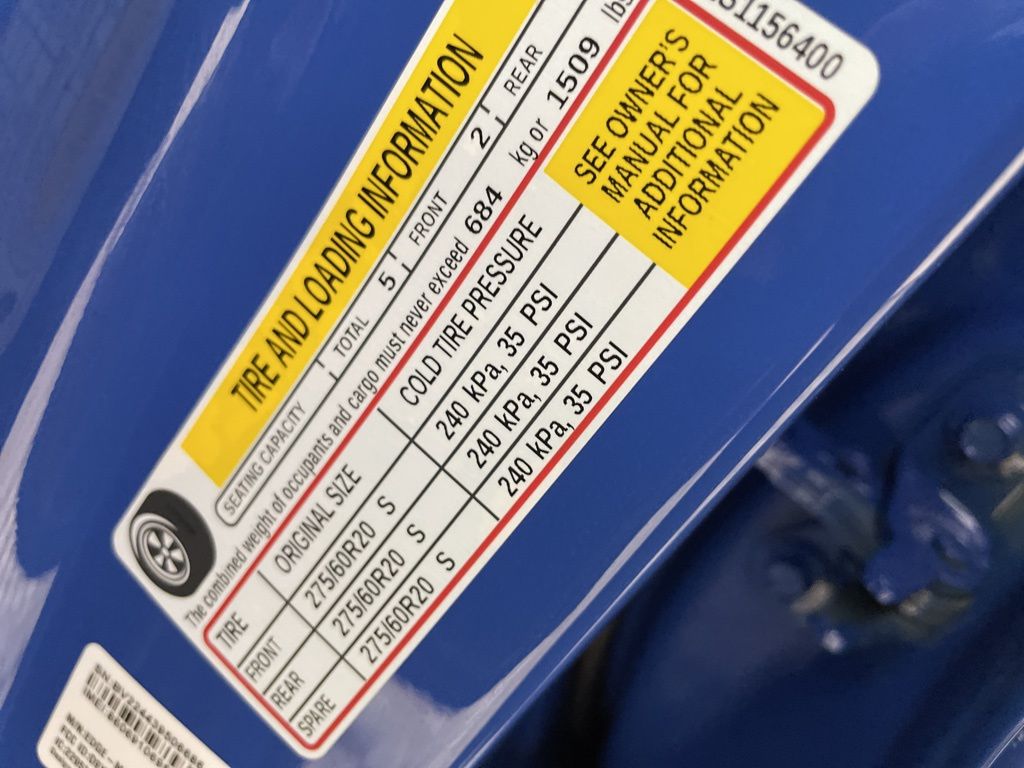 TIRE AND LOADING INFORMATION
SEATING CAPACITY TOTAL 5 FRONT 2 REAR
The combined weight of occupants and cargo must never exceed 684 kg or 1509 lbs
TIRE ORIGINAL SIZE COLD TIRE PRESSURE
FRONT 275/60R20 S 240 kPa, 35 PSI
REAR 275/60R20 S 240 kPa, 35 PSI
SPARE 275/60R20 S 240 kPa, 35 PSI
SEE OWNER'S
MANUAL FOR
ADDITIONAL
INFORMATION
1156400